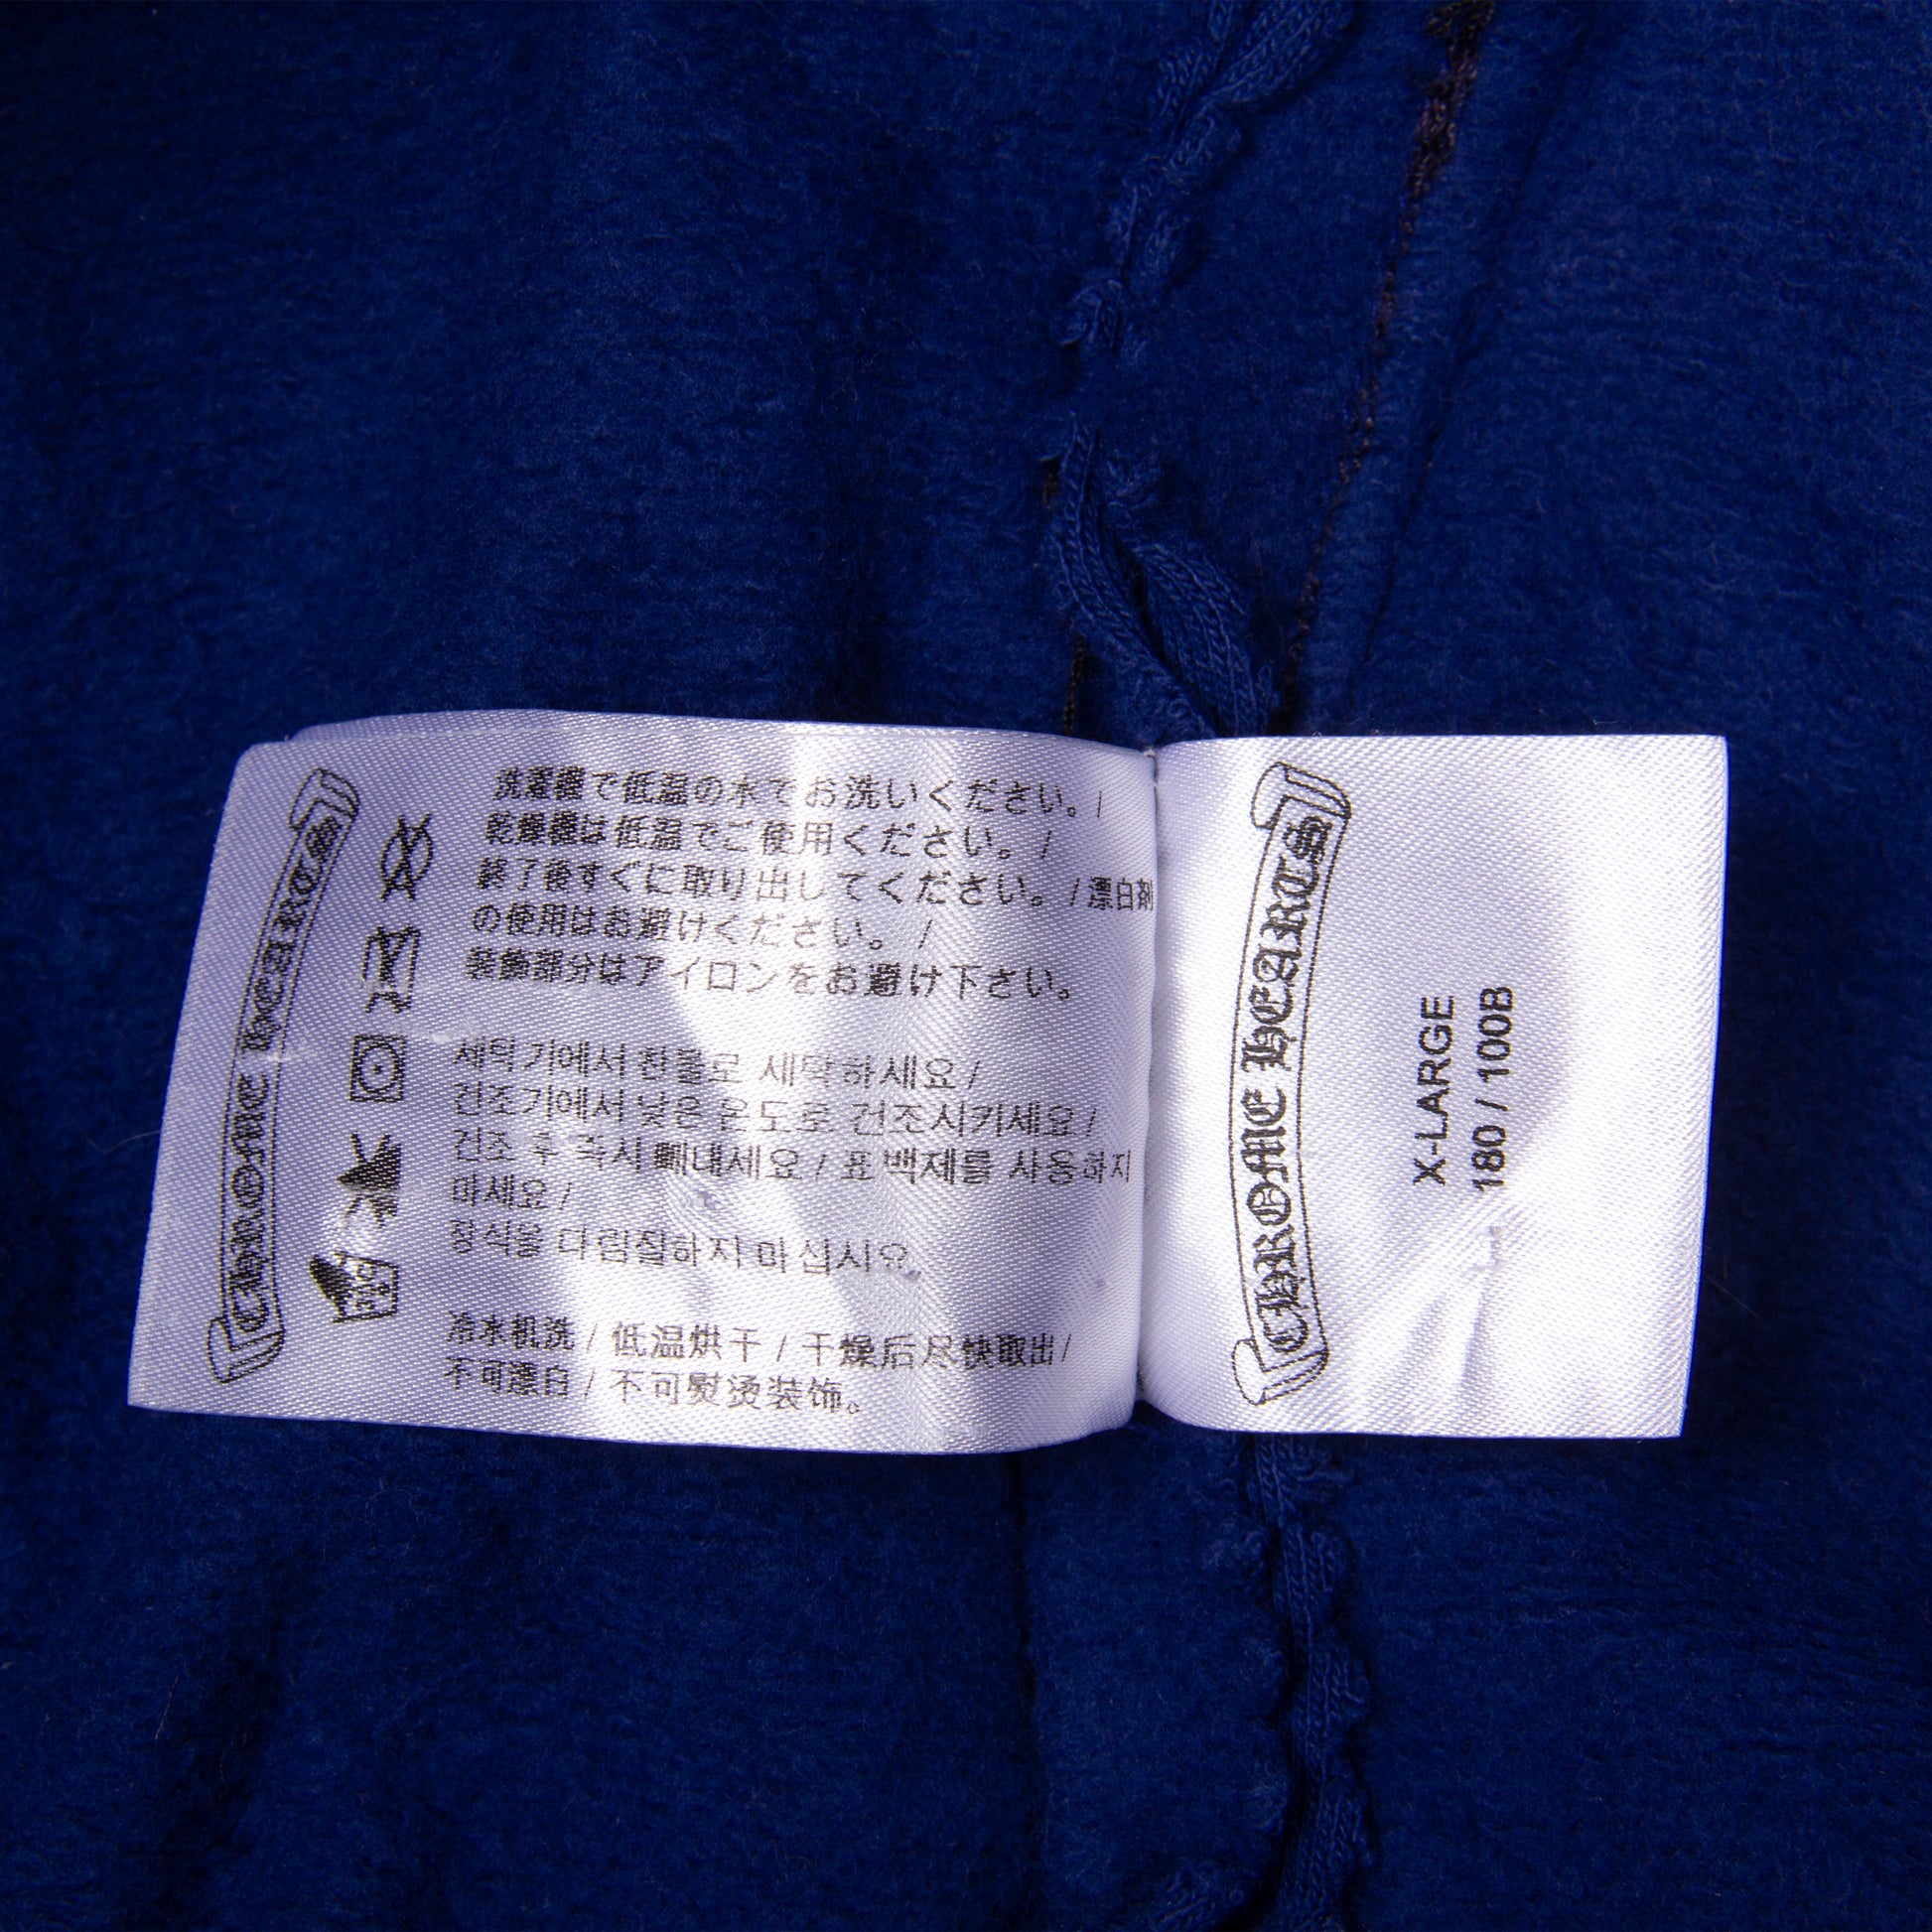 CHROME HEARTS
洗濯機で低温の水でお洗いください。/
乾燥機は低温でご使用ください。/
終了後すぐに取り出してください。/漂白剤
の使用はお避けください。/
装飾部分はアイロンをお避け下さい。
세탁기에서 찬물로 세탁하세요 /
건조기에서 낮은 온도로 건조시키세요 /
건조 후 즉시 빼내세요 / 표백제를 사용하지
마세요 /
장식을 다림질하지 마십시요.
冷水机洗 / 低温烘干 / 干燥后尽快取出/
不可漂白 / 不可熨烫装饰。
CHROME HEARTS
X-LARGE
180 / 100B